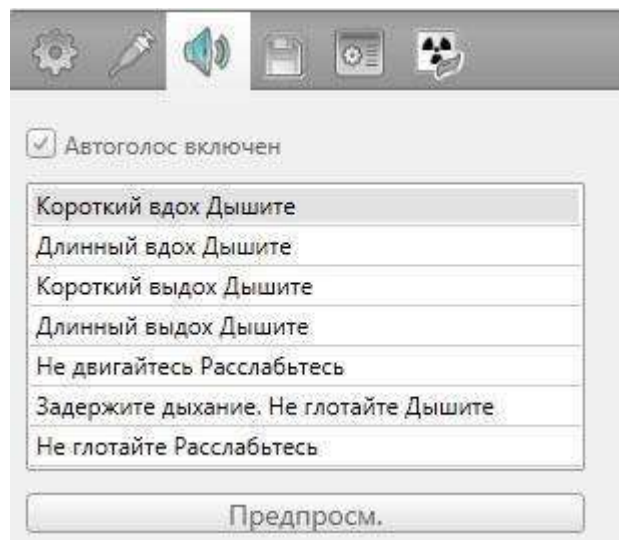 Автоголос включен
Короткий вдох Дышите
Длинный вдох Дышите
Короткий выдох Дышите
Длинный выдох Дышите
Не двигайтесь Расслабьтесь
Задержите дыхание. Не глотайте Дышите
Не глотайте Расслабьтесь
Предпросм.